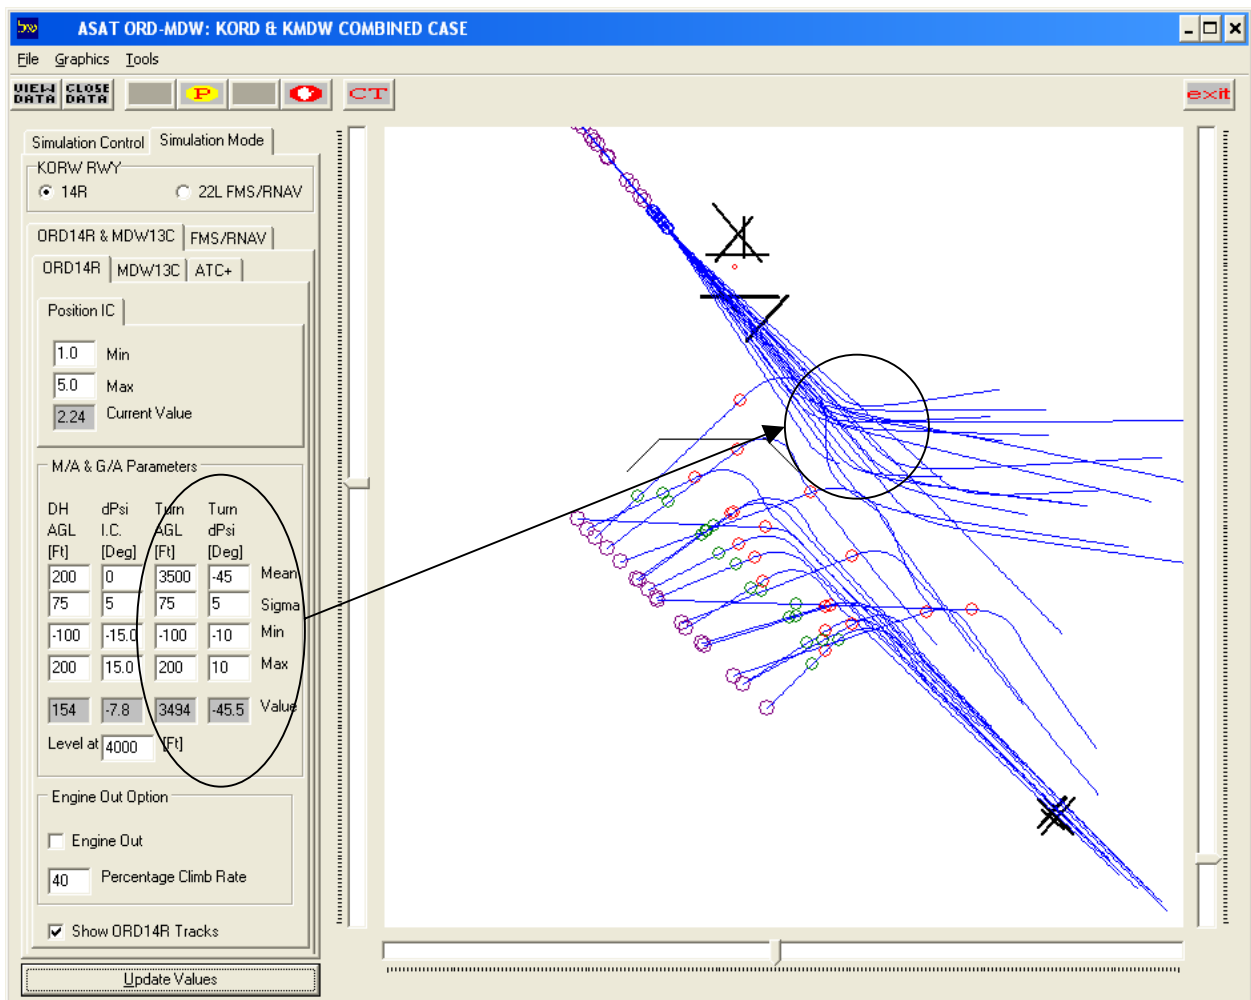 ASAT ORD-MDW: KORD & KMDW COMBINED CASE
File Graphics Tools
VIEW DATA CLOSE DATA P CT exit
Simulation Control Simulation Mode
KORW RWY
14R 22L FMS/RNAV
ORD14R & MDW13C FMS/RNAV
ORD14R MDW13C ATC+
Position IC
1.0 Min
5.0 Max
2.24 Current Value
M/A & G/A Parameters
DH dPsi Turn Turn
AGL I.C. AGL dPsi
[Ft] [Deg] [Ft] [Deg]
200 0 3500 -45 Mean
75 5 75 5 Sigma
-100 -15.0 -100 -10 Min
200 15.0 200 10 Max
154 -7.8 3494 -45.5 Value
Level at 4000 [Ft]
Engine Out Option
Engine Out
40 Percentage Climb Rate
Show ORD14R Tracks
Update Values